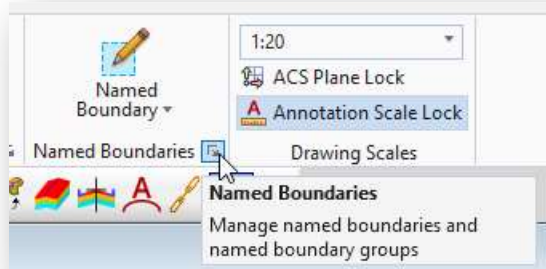 Named
Boundary
Named Boundaries
1:20
ACS Plane Lock
A Annotation Scale Lock
Drawing Scales
A
Named Boundaries
Manage named boundaries and
named boundary groups